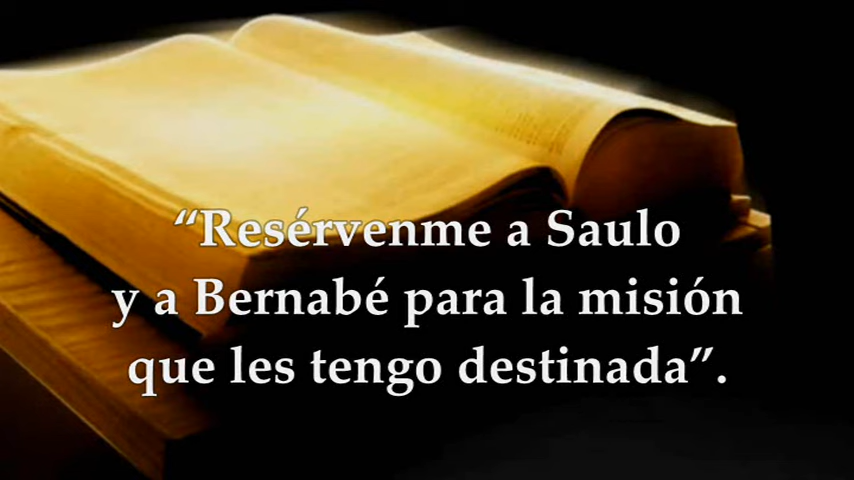 “Resérvenme a Saulo
y a Bernabé para la misión
que les tengo destinada”.